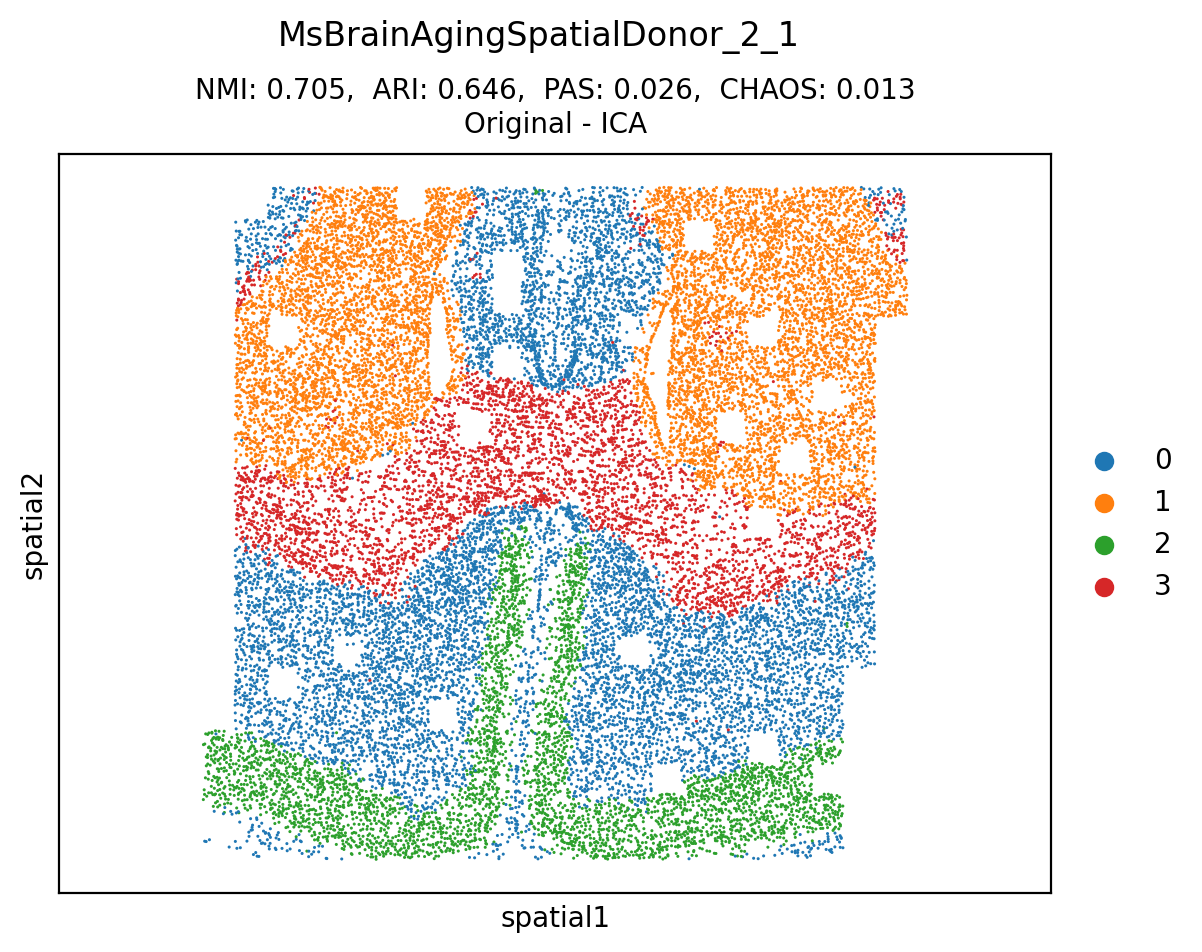 MsBrainAgingSpatialDonor_2_1
NMI: 0.705,  ARI: 0.646,  PAS: 0.026,  CHAOS: 0.013
Original - ICA
spatial2
0
1
2
3
spatial1